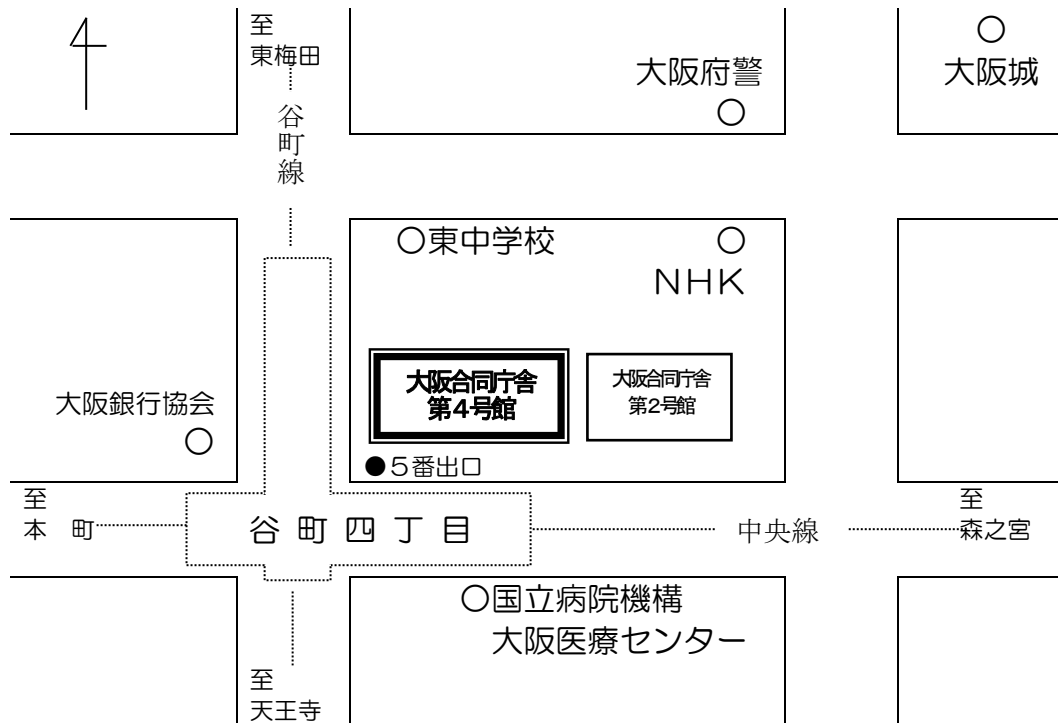 至
東梅田
谷町線
大阪府警
大阪城
東中学校
NHK
大阪合同庁舎
第4号館
大阪合同庁舎
第2号館
大阪銀行協会
●5番出口
至
本 町
谷 町 四 丁 目
中央線
至
森之宮
国立病院機構
大阪医療センター
至
天王寺